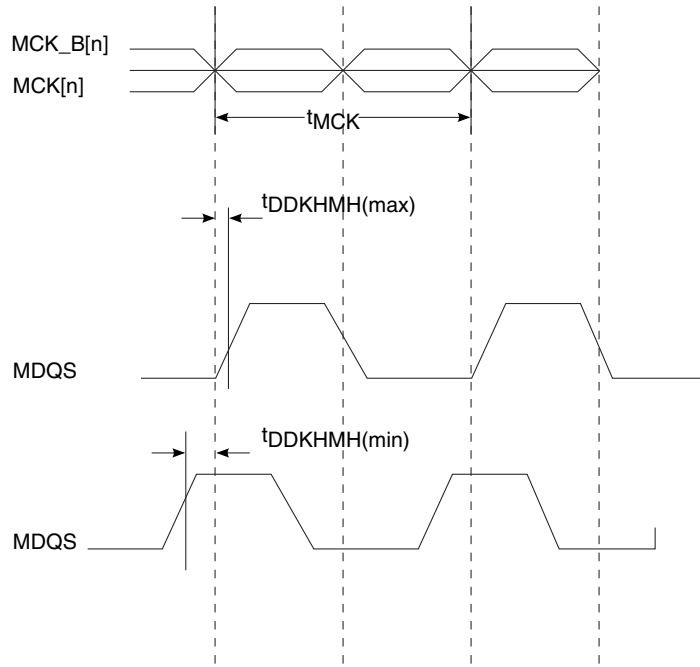 MCK_B[n]
MCK[n]
tMCK
tDDKHMH(max)
MDQS
tDDKHMH(min)
MDQS